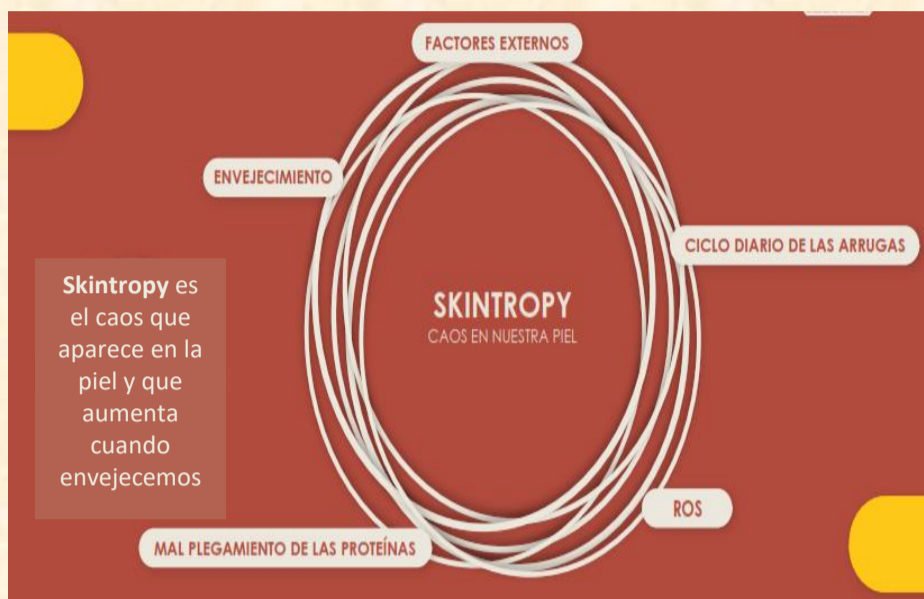 FACTORES EXTERNOS
ENVEJECIMIENTO
CICLO DIARIO DE LAS ARRUGAS
Skintropy es
el caos que
aparece en la
piel y que
aumenta
cuando
envejecemos
SKINTROPY
CAOS EN NUESTRA PIEL
ROS
MAL PLEGAMIENTO DE LAS PROTEÍNAS